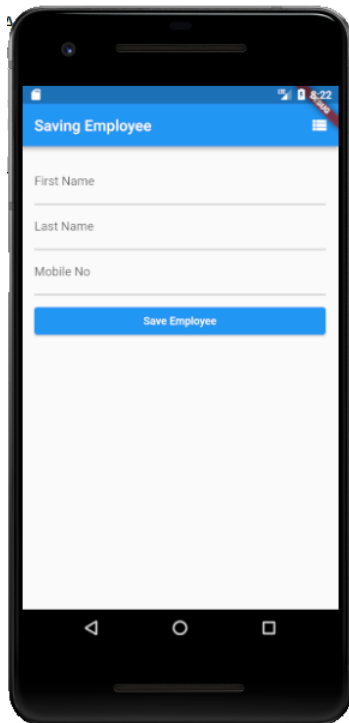 8:22
Saving Employee
First Name
Last Name
Mobile No
Save Employee